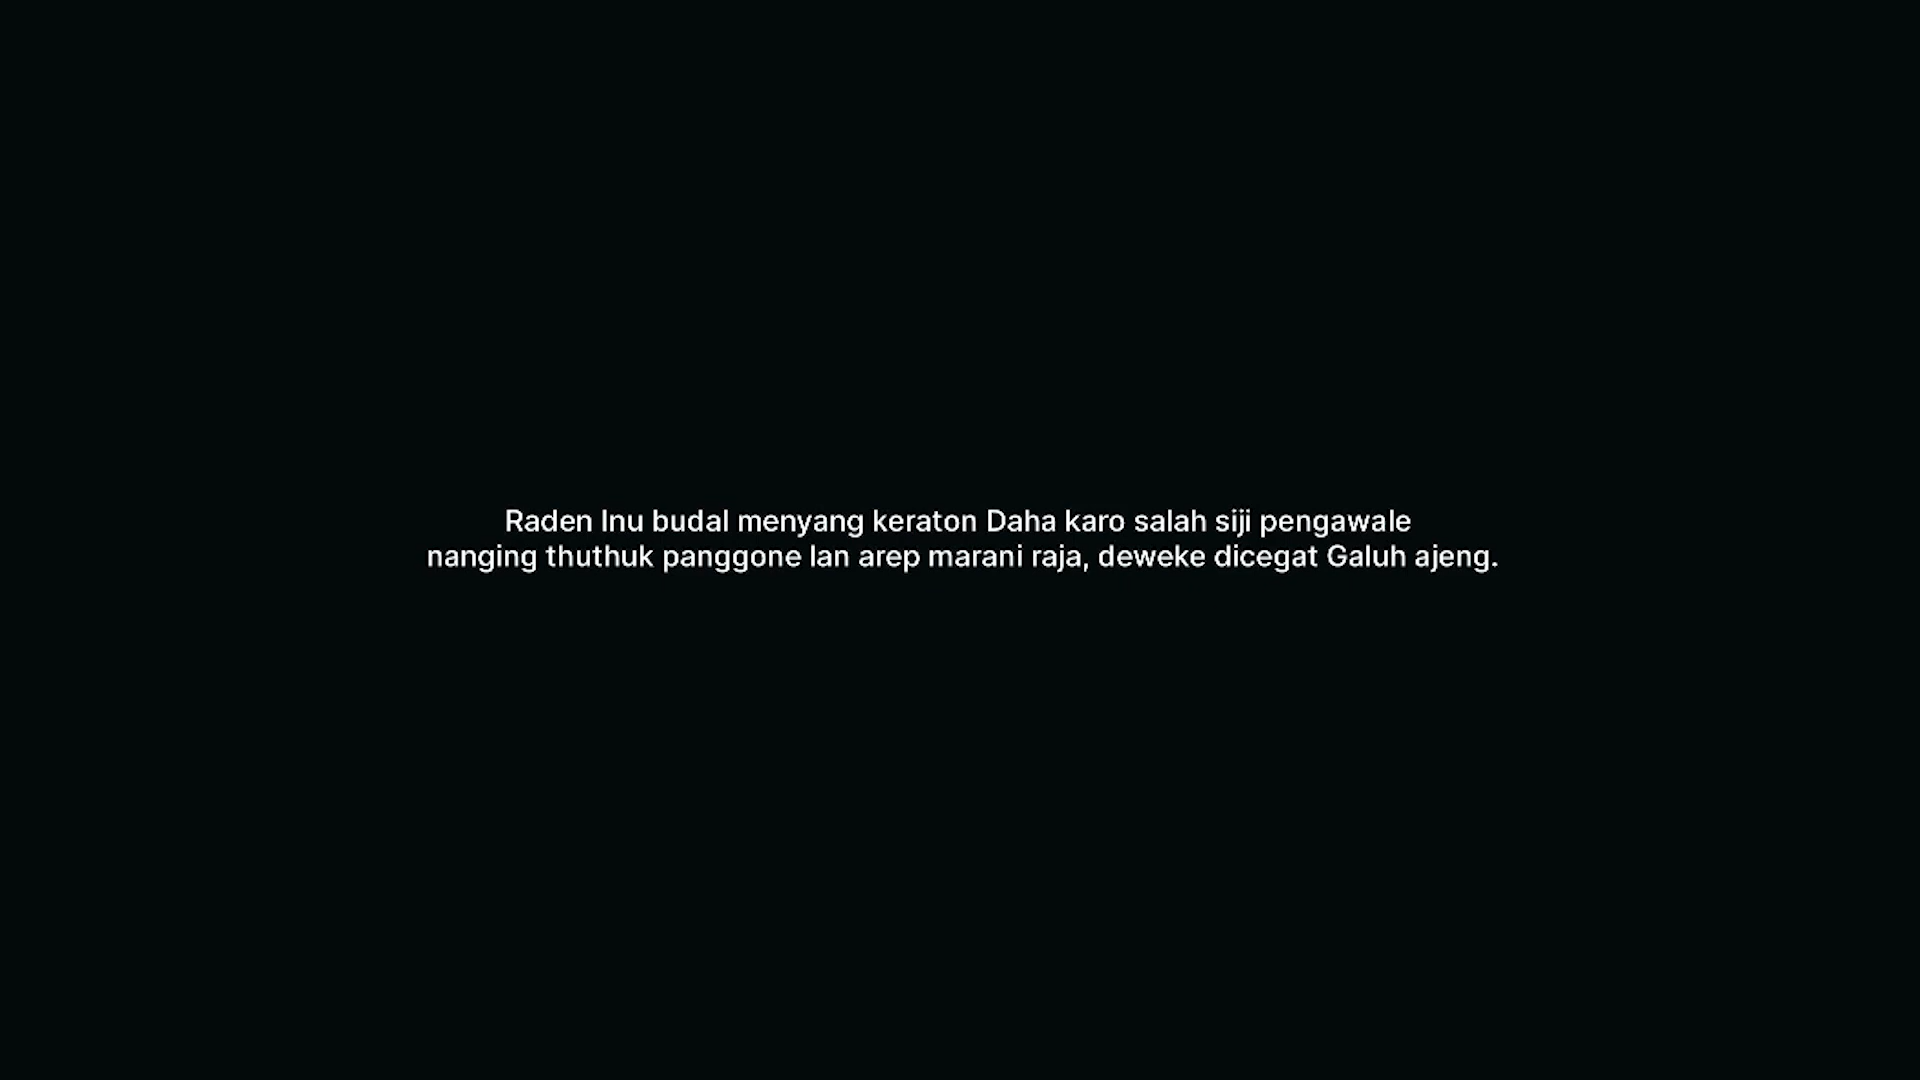 Raden Inu budal menyang keraton Daha karo salah siji pengawale
nanging thuthuk panggone lan arep marani raja, deweke dicegat Galuh ajeng.